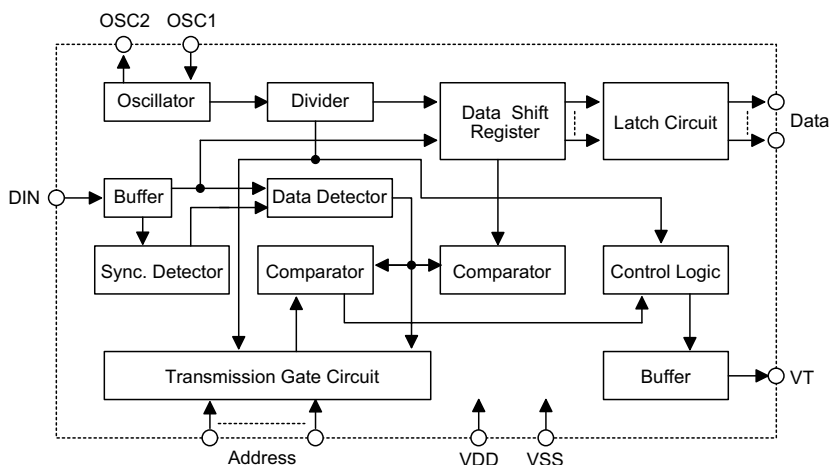 OSC2 OSC1
Oscillator
Divider
Data Shift
Register
Latch Circuit
Data
DIN
Buffer
Data Detector
Sync. Detector
Comparator
Comparator
Control Logic
Transmission Gate Circuit
Buffer
VT
Address
VDD
VSS